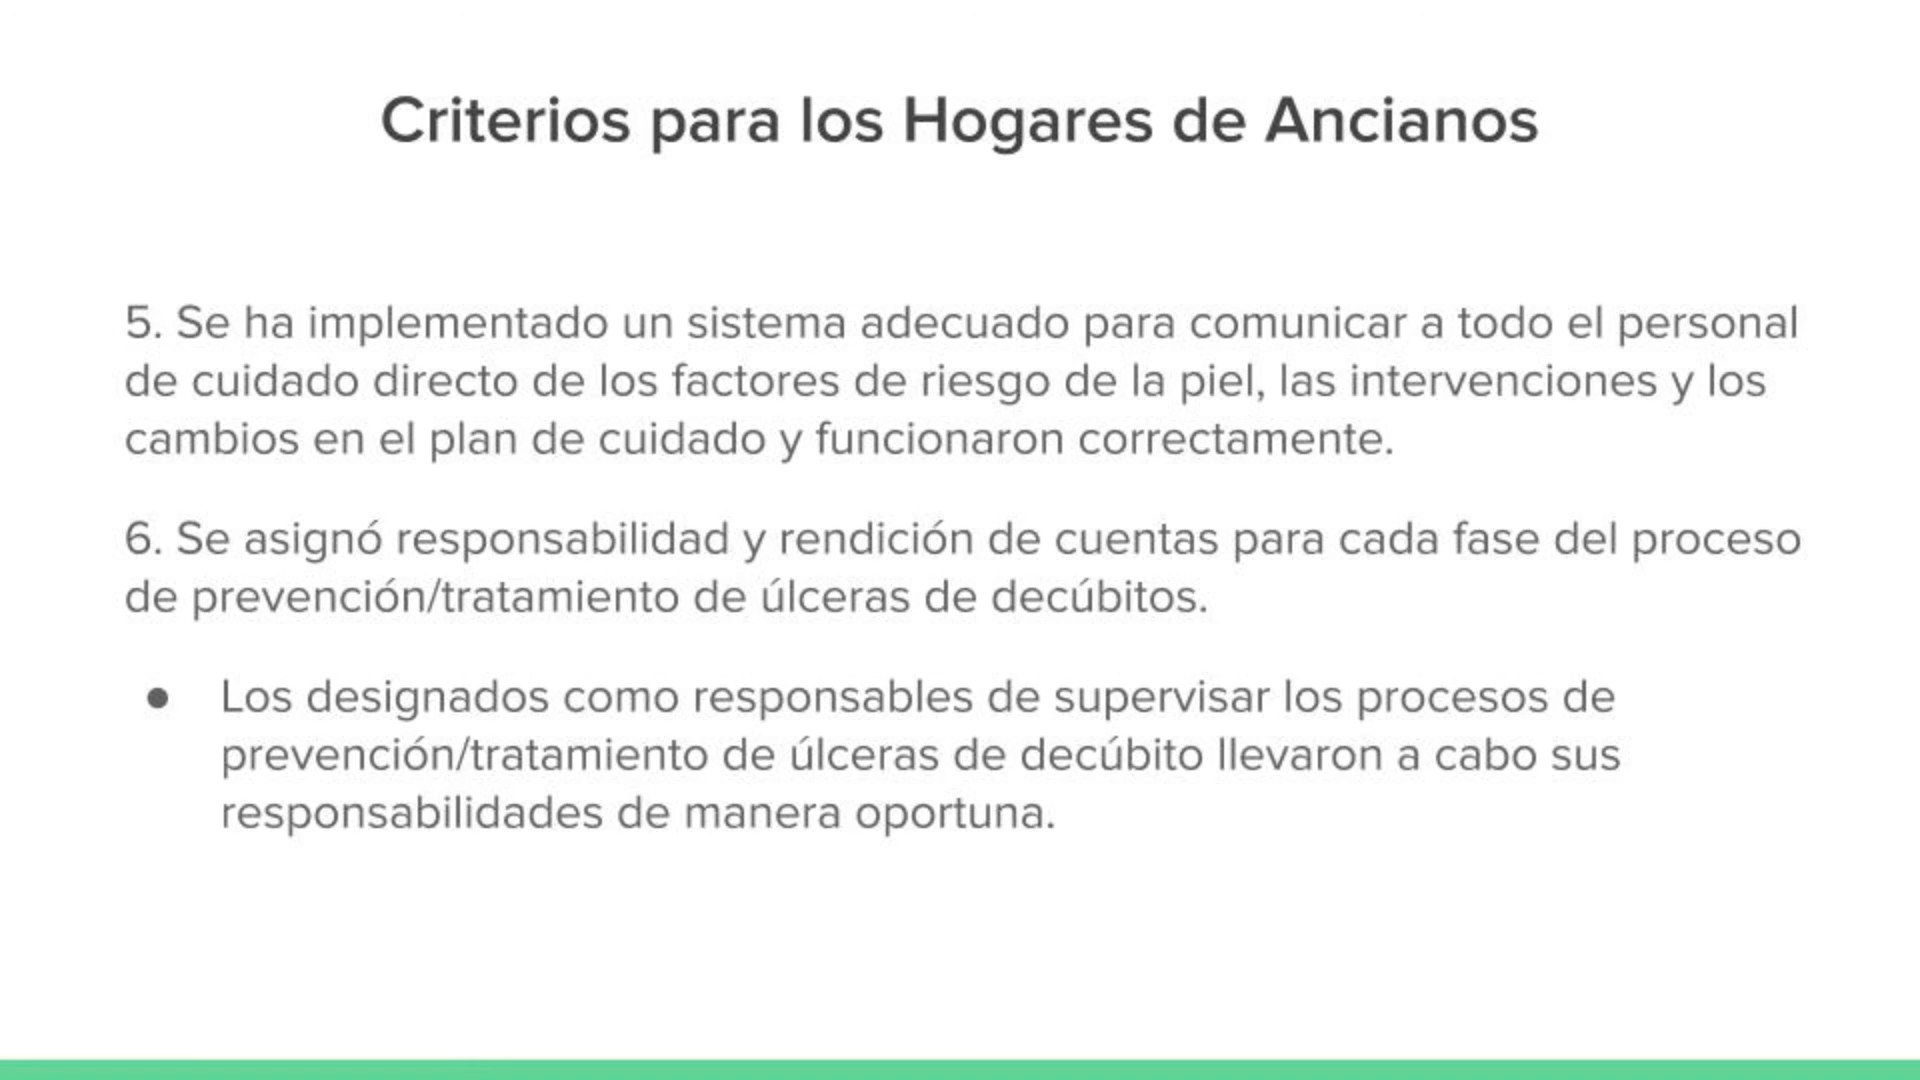 Criterios para los Hogares de Ancianos
5. Se ha implementado un sistema adecuado para comunicar a todo el personal
de cuidado directo de los factores de riesgo de la piel, las intervenciones y los
cambios en el plan de cuidado y funcionaron correctamente.
6. Se asignó responsabilidad y rendición de cuentas para cada fase del proceso
de prevención/tratamiento de úlceras de decúbitos.
● Los designados como responsables de supervisar los procesos de
prevención/tratamiento de úlceras de decúbito llevaron a cabo sus
responsabilidades de manera oportuna.